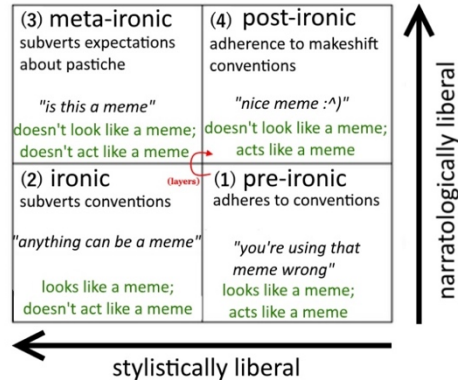 (3) meta-ironic
subverts expectations
about pastiche
"is this a meme"
doesn't look like a meme;
doesn't act like a meme
(4) post-ironic
adherence to makeshift
conventions
"nice meme :^)"
doesn't look like a meme;
acts like a meme
(2) ironic
subverts conventions
"anything can be a meme"
looks like a meme;
doesn't act like a meme
(layers)
(1) pre-ironic
adheres to conventions
"you're using that
meme wrong"
looks like a meme;
acts like a meme
narratologically liberal
stylistically liberal